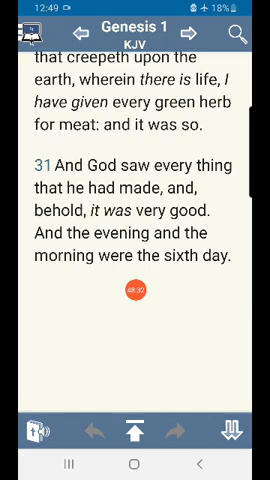 12:49
18%
Genesis 1
KJV
that creepeth upon the
earth, wherein there is life, I
have given every green herb
for meat: and it was so.
31 And God saw every thing
that he had made, and,
behold, it was very good.
And the evening and the
morning were the sixth day.
48:32